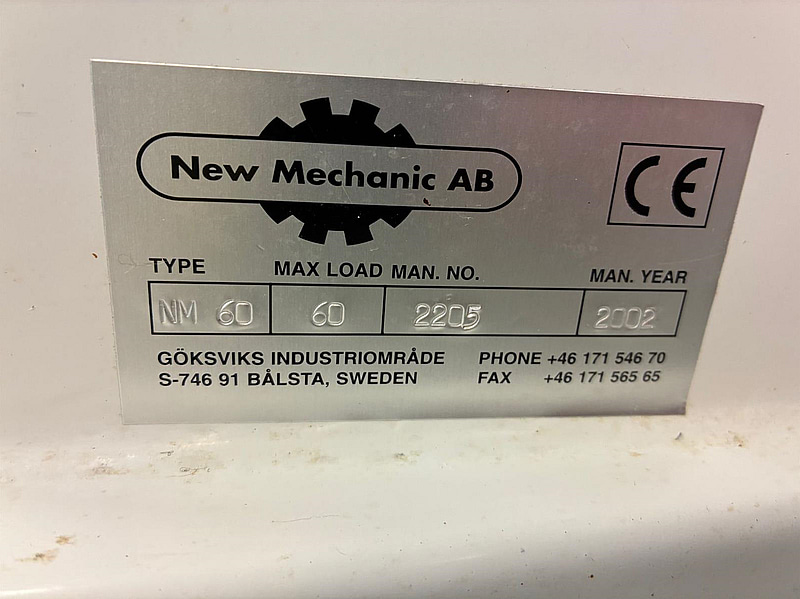 New Mechanic AB
CE
TYPE MAX LOAD MAN. NO. MAN. YEAR
NM 60 60 2205 2002
GÖKSVIKS INDUSTRIOMRÅDE PHONE +46 171 546 70
S-746 91 BÅLSTA, SWEDEN FAX +46 171 565 65